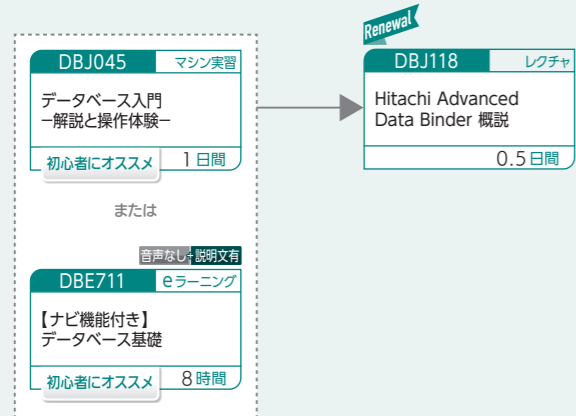 DBJ045 マシン実習
データベース入門
−解説と操作体験−
初心者にオススメ 1日間
または
音声なし+説明文有
DBE711 eラーニング
【ナビ機能付き】
データベース基礎
初心者にオススメ 8時間
Renewal
DBJ118 レクチャ
Hitachi Advanced
Data Binder 概説
0.5日間